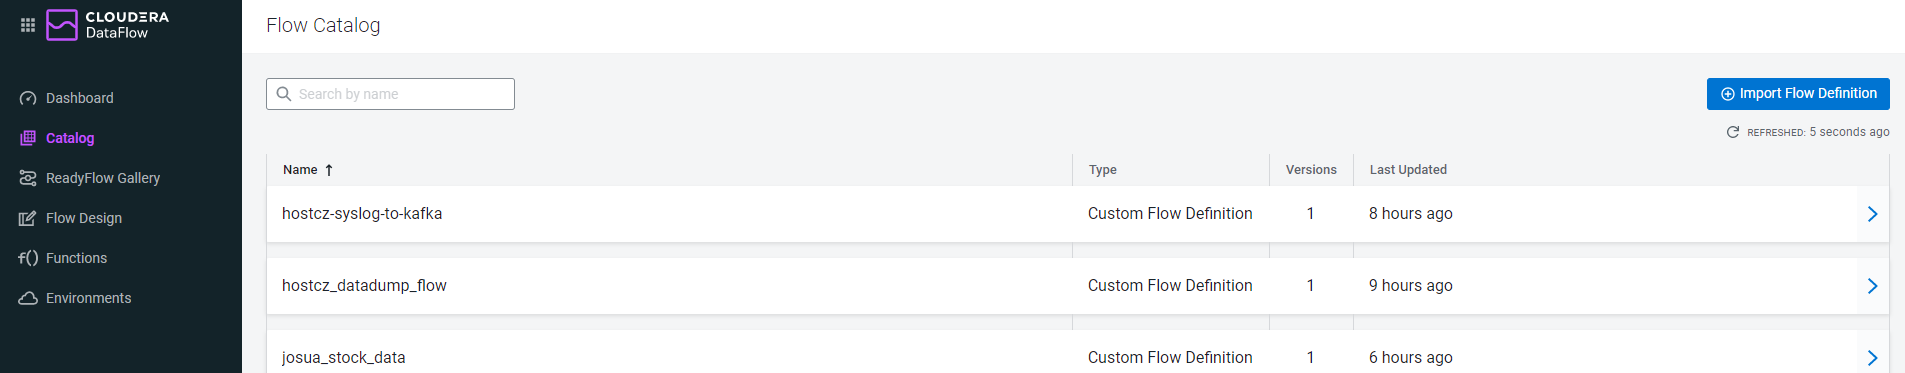 CLOUDERA
DataFlow
Dashboard
Catalog
ReadyFlow Gallery
Flow Design
f() Functions
Environments
Flow Catalog
Search by name
Import Flow Definition
REFRESHED: 5 seconds ago
Name Type Versions Last Updated
hostcz-syslog-to-kafka Custom Flow Definition 1 8 hours ago
hostcz_datadump_flow Custom Flow Definition 1 9 hours ago
josua_stock_data Custom Flow Definition 1 6 hours ago